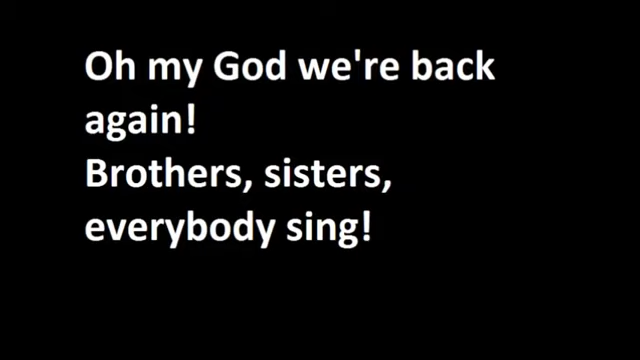 Oh my God we're back
again!
Brothers, sisters,
everybody sing!